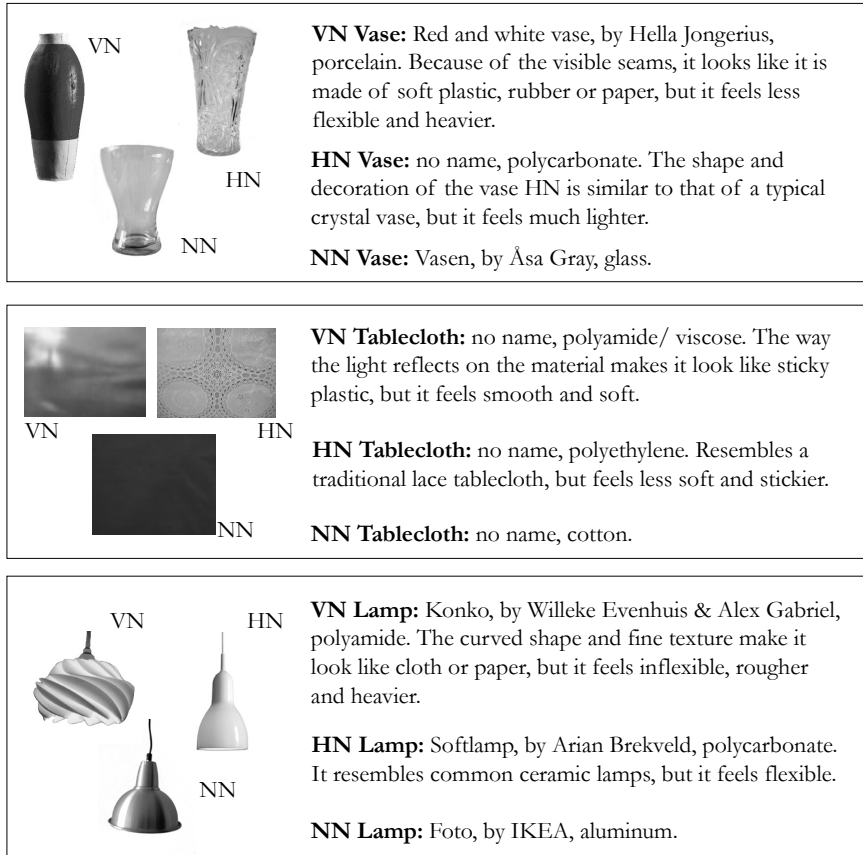 VN
HN
NN
VN Vase: Red and white vase, by Hella Jongerius,
porcelain. Because of the visible seams, it looks like it is
made of soft plastic, rubber or paper, but it feels less
flexible and heavier.
HN Vase: no name, polycarbonate. The shape and
decoration of the vase HN is similar to that of a typical
crystal vase, but it feels much lighter.
NN Vase: Vasen, by Åsa Gray, glass.
VN
HN
NN
VN Tablecloth: no name, polyamide/ viscose. The way
the light reflects on the material makes it look like sticky
plastic, but it feels smooth and soft.
HN Tablecloth: no name, polyethylene. Resembles a
traditional lace tablecloth, but feels less soft and stickier.
NN Tablecloth: no name, cotton.
VN
HN
NN
VN Lamp: Konko, by Willeke Evenhuis & Alex Gabriel,
polyamide. The curved shape and fine texture make it
look like cloth or paper, but it feels inflexible, rougher
and heavier.
HN Lamp: Softlamp, by Arian Brekveld, polycarbonate.
It resembles common ceramic lamps, but it feels flexible.
NN Lamp: Foto, by IKEA, aluminum.